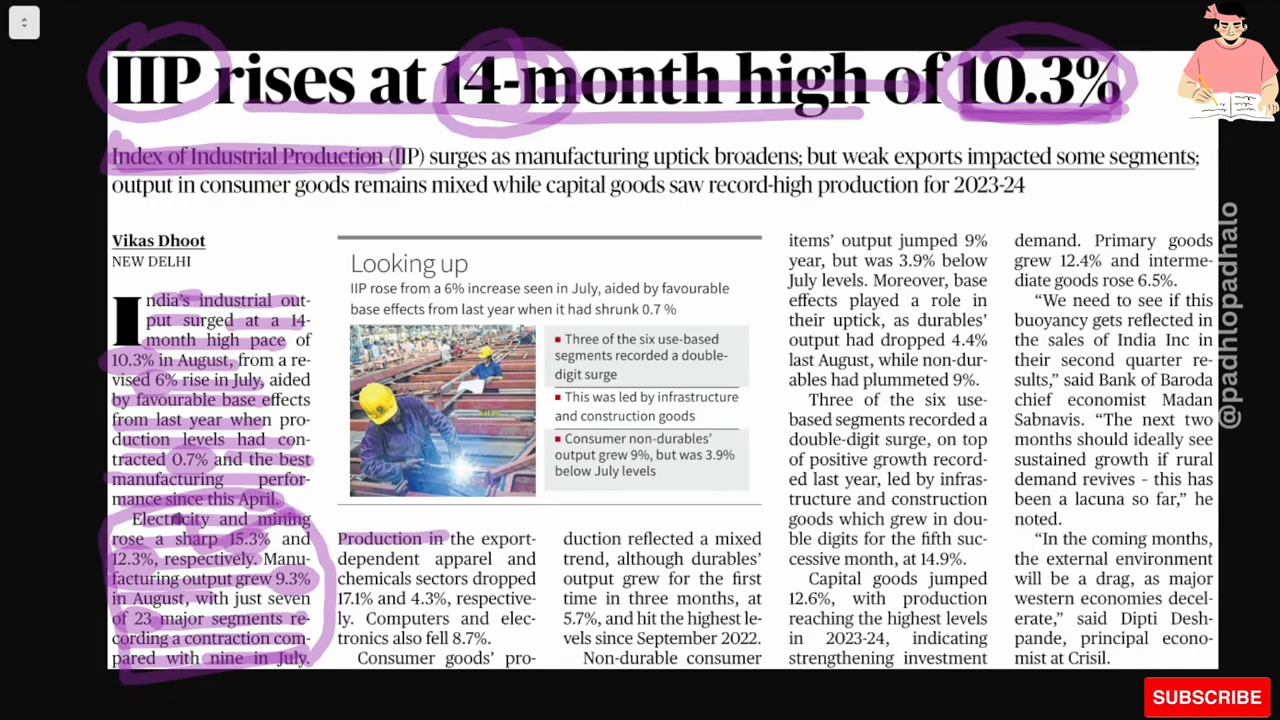 IIP rises at 14-month high of 10.3%
Index of Industrial Production (IIP) surges as manufacturing uptick broadens; but weak exports impacted some segments;
output in consumer goods remains mixed while capital goods saw record-high production for 2023-24
Vikas Dhoot
NEW DELHI
India's industrial out-
put surged at a 14-
month high pace of
10.3% in August, from a re-
vised 6% rise in July, aided
by favourable base effects
from last year when pro-
duction levels had con-
tracted 0.7% and the best
manufacturing perfor-
mance since this April.
Electricity and mining
rose a sharp 15.3% and
12.3%, respectively. Manu-
facturing output grew 9.3%
in August, with just seven
of 23 major segments re-
cording a contraction com-
pared with nine in July.
Looking up
IIP rose from a 6% increase seen in July, aided by favourable
base effects from last year when it had shrunk 0.7 %
▪ Three of the six use-based
segments recorded a double-
digit surge
▪ This was led by infrastructure
and construction goods
▪ Consumer non-durables'
output grew 9%, but was 3.9%
below July levels
Production in the export-
dependent apparel and
chemicals sectors dropped
17.1% and 4.3%, respective-
ly. Computers and elec-
tronics also fell 8.7%.
Consumer goods' pro-
duction reflected a mixed
trend, although durables'
output grew for the first
time in three months, at
5.7%, and hit the highest le-
vels since September 2022.
Non-durable consumer
items' output jumped 9%
year, but was 3.9% below
July levels. Moreover, base
effects played a role in
their uptick, as durables'
output had dropped 4.4%
last August, while non-dur-
ables had plummeted 9%.
Three of the six use-
based segments recorded a
double-digit surge, on top
of positive growth record-
ed last year, led by infras-
tructure and construction
goods which grew in dou-
ble digits for the fifth suc-
cessive month, at 14.9%.
Capital goods jumped
12.6%, with production
reaching the highest levels
in 2023-24, indicating
strengthening investment
demand. Primary goods
grew 12.4% and interme-
diate goods rose 6.5%.
"We need to see if this
buoyancy gets reflected in
the sales of India Inc in
their second quarter re-
sults," said Bank of Baroda
chief economist Madan
Sabnavis. "The next two
months should ideally see
sustained growth if rural
demand revives - this has
been a lacuna so far," he
noted.
"In the coming months,
the external environment
will be a drag, as major
western economies decel-
erate," said Dipti Desh-
pande, principal econo-
mist at Crisil.
@padhlopadhalo
SUBSCRIBE